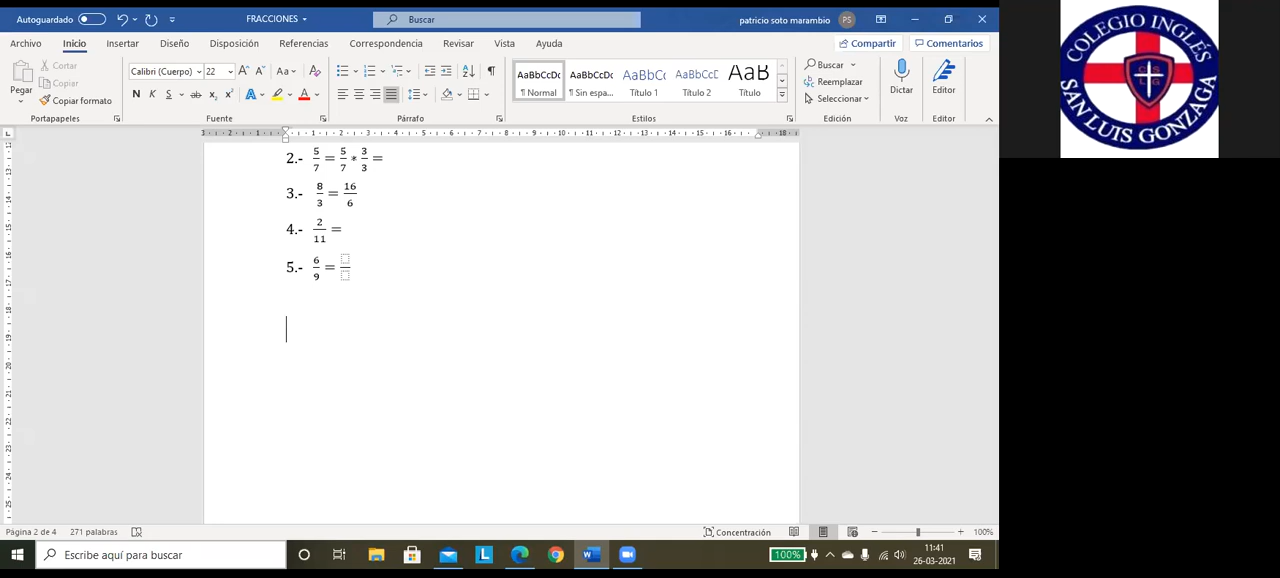 Autoguardado
FRACCIONES
Buscar
patricio soto marambio
PS
Archivo Inicio Insertar Diseño Disposición Referencias Correspondencia Revisar Vista Ayuda
Compartir Comentarios
Pegar
Cortar
Copiar
Copiar formato
Portapapeles
Calibri (Cuerpo) 22
Fuente
Párrafo
AaBbCcDc AaBbCcDc AaBbCc AaBbCcD AaB
¶ Normal ¶ Sin espa... Título 1 Título 2 Título
Estilos
Buscar
Reemplazar
Seleccionar
Edición
Dictar
Voz
Editor
Editor
COLEGIO INGLÉS
SAN LUIS GONZAGA
2.- 5/7 = 5/7 * 3/3 =
3.- 8/3 = 16/6
4.- 2/11 =
5.- 6/9 =
Página 2 de 4 271 palabras
Concentración
100%
Escribe aquí para buscar
100%
11:41
26-03-2021